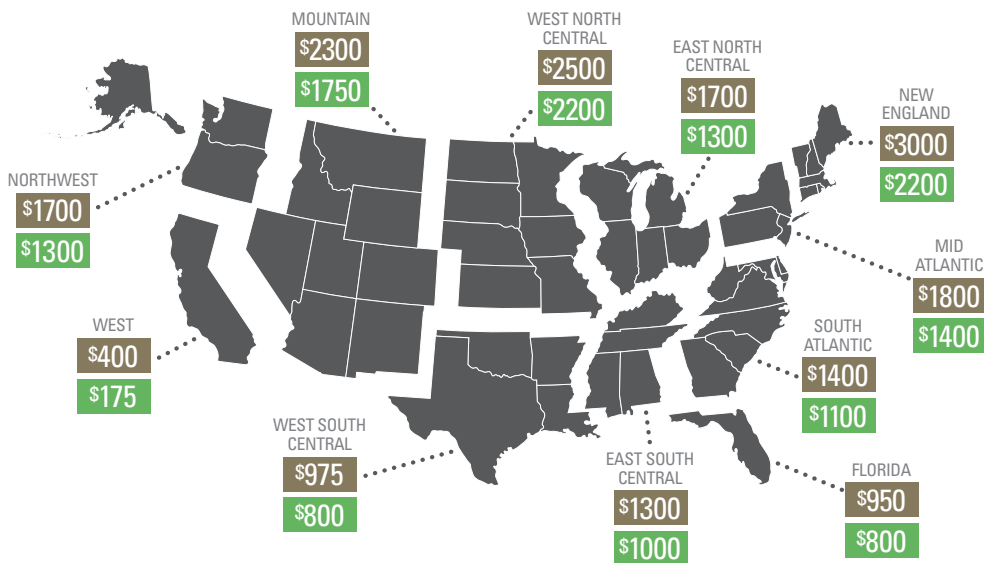 MOUNTAIN
$2300
$1750
WEST NORTH
CENTRAL
$2500
$2200
EAST NORTH
CENTRAL
$1700
$1300
NEW
ENGLAND
$3000
$2200
NORTHWEST
$1700
$1300
MID
ATLANTIC
$1800
$1400
WEST
$400
$175
SOUTH
ATLANTIC
$1400
$1100
WEST SOUTH
CENTRAL
$975
$800
EAST SOUTH
CENTRAL
$1300
$1000
FLORIDA
$950
$800